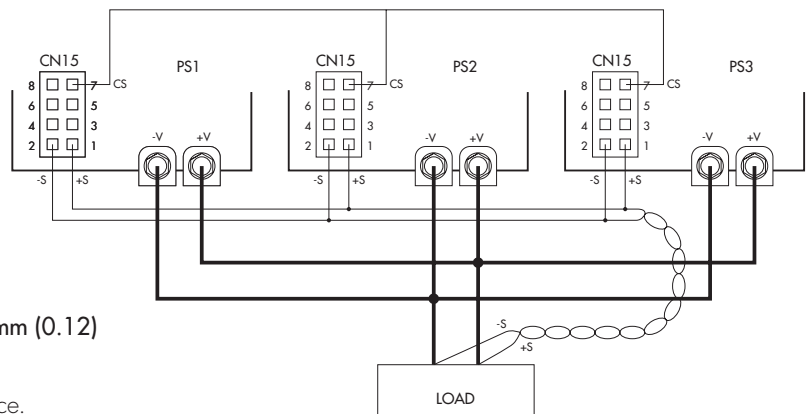 CN15 PS1 CN15 PS2 CN15 PS3
8 7 CS 8 7 CS 8 7 CS
6 5 6 5 6 5
4 3 -V +V 4 3 -V +V 4 3 -V +V
2 1 2 1 2 1
-S +S -S +S -S +S
mm (0.12)
-S
+S
LOAD
ce.